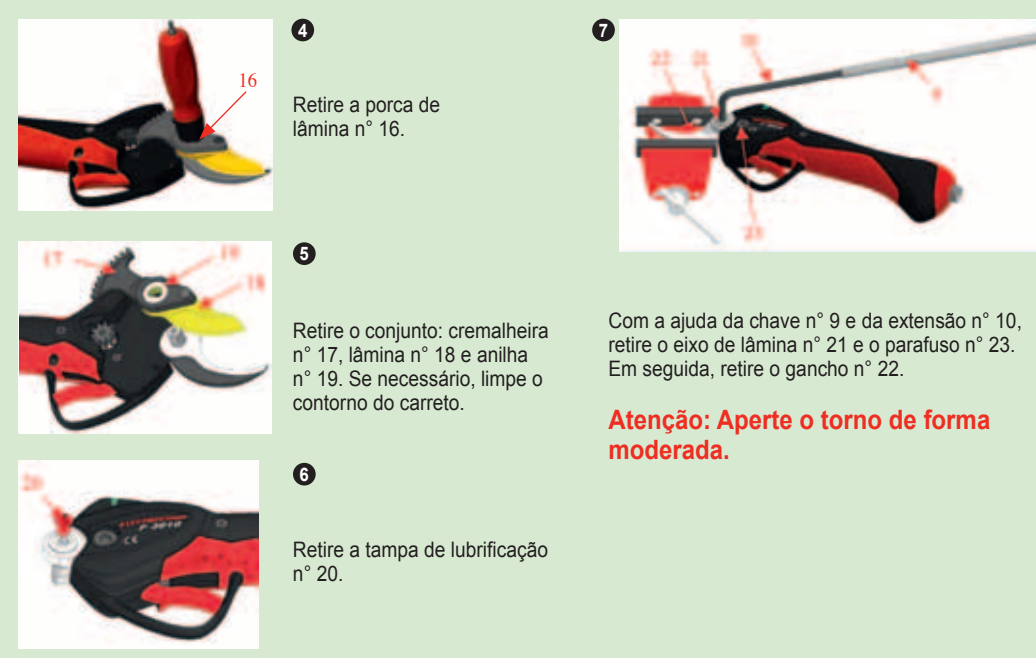 4
16
Retire a porca de
lâmina n° 16.
5
17
19
18
Retire o conjunto: cremalheira
n° 17, lâmina n° 18 e anilha
n° 19. Se necessário, limpe o
contorno do carreto.
6
20
Retire a tampa de lubrificação
n° 20.
7
22
21
10
9
23
Com a ajuda da chave n° 9 e da extensão n° 10,
retire o eixo de lâmina n° 21 e o parafuso n° 23.
Em seguida, retire o gancho n° 22.
Atenção: Aperte o torno de forma
moderada.